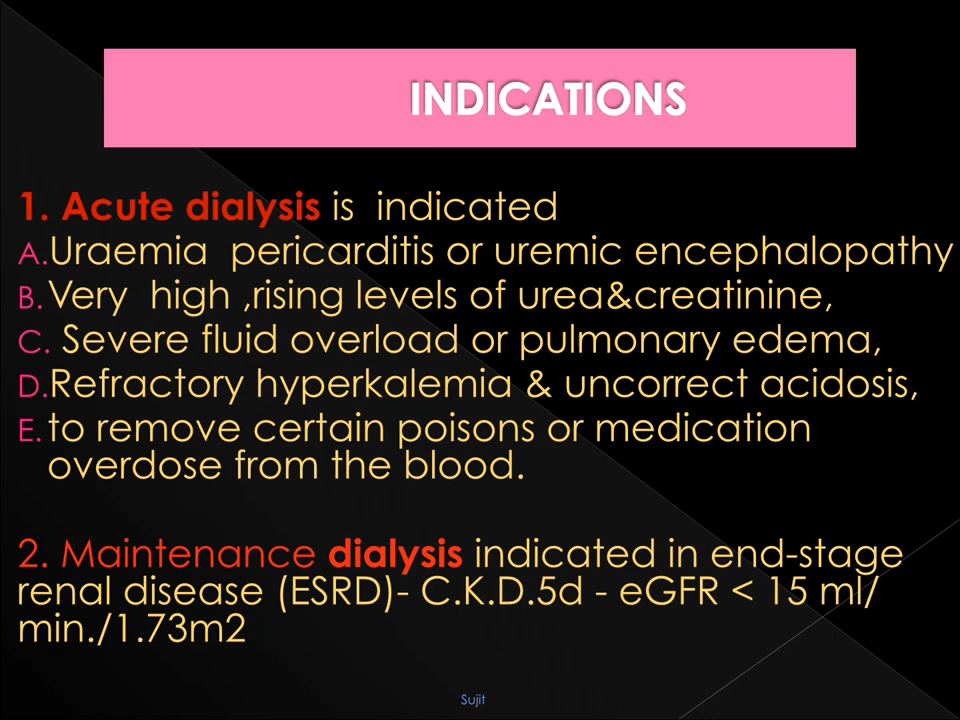 INDICATIONS
1. Acute dialysis is indicated
A.Uraemia pericarditis or uremic encephalopathy
B. Very high ,rising levels of urea&creatinine,
C. Severe fluid overload or pulmonary edema,
D.Refractory hyperkalemia & uncorrect acidosis,
E. to remove certain poisons or medication
overdose from the blood.
2. Maintenance dialysis indicated in end-stage
renal disease (ESRD)- C.K.D.5d - eGFR < 15 ml/
min./1.73m2
Sujit